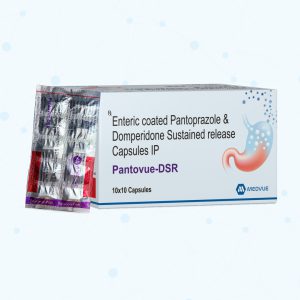 Rx
Enteric coated Pantoprazole &
Domperidone Sustained release
Capsules IP
Pantovue-DSR
10x10 Capsules
MEDVUE